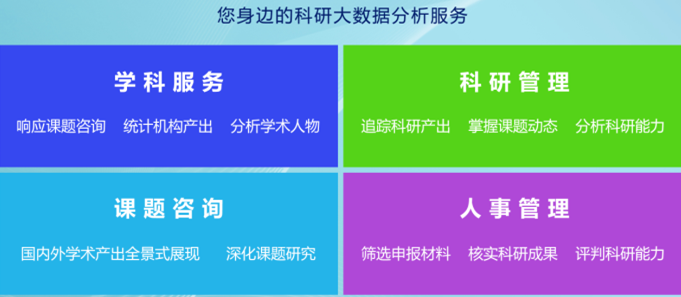 您身边的科研大数据分析服务
学科服务
响应课题咨询 统计机构产出 分析学术人物
科研管理
追踪科研产出 掌握课题动态 分析科研能力
课题咨询
国内外学术产出全景式展现 深化课题研究
人事管理
筛选申报材料 核实科研成果 评判科研能力